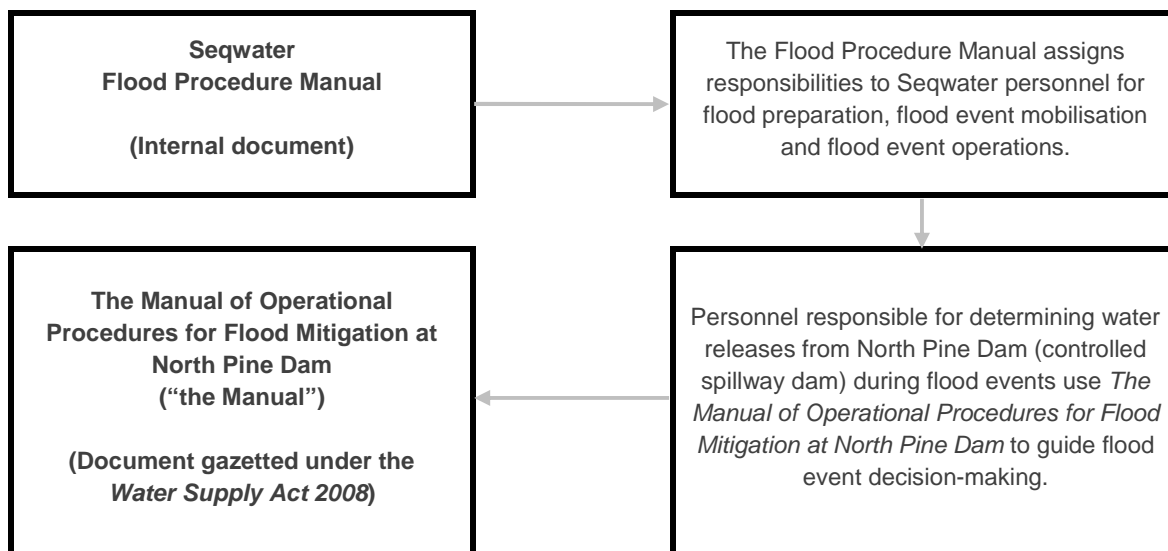 Seqwater
Flood Procedure Manual
(Internal document)
The Flood Procedure Manual assigns
responsibilities to Seqwater personnel for
flood preparation, flood event mobilisation
and flood event operations.
Personnel responsible for determining water
releases from North Pine Dam (controlled
spillway dam) during flood events use The
Manual of Operational Procedures for Flood
Mitigation at North Pine Dam to guide flood
event decision-making.
The Manual of Operational
Procedures for Flood Mitigation at
North Pine Dam
(“the Manual”)
(Document gazetted under the
Water Supply Act 2008)